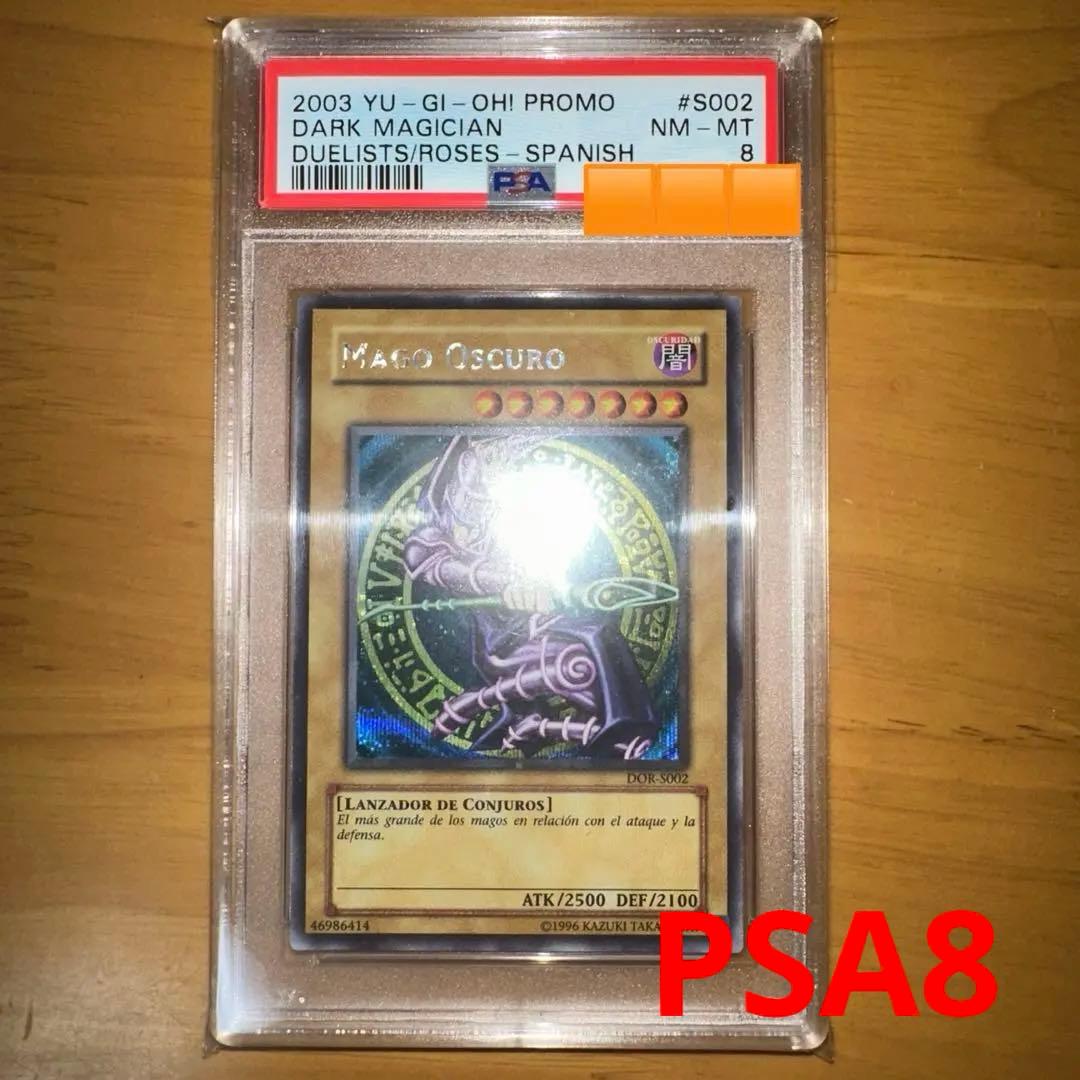 2003 YU-GI-OH! PROMO #S002
DARK MAGICIAN NM-MT
DUELISTS/ROSES-SPANISH 8
PSA
MAGO OSCURO
OSCURIDAD
闇
DOR-S002
[LANZADOR DE CONJUROS]
El más grande de los magos en relación con el ataque y la
defensa.
ATK/2500 DEF/2100
46986414 ©1996 KAZUKI
PSA8